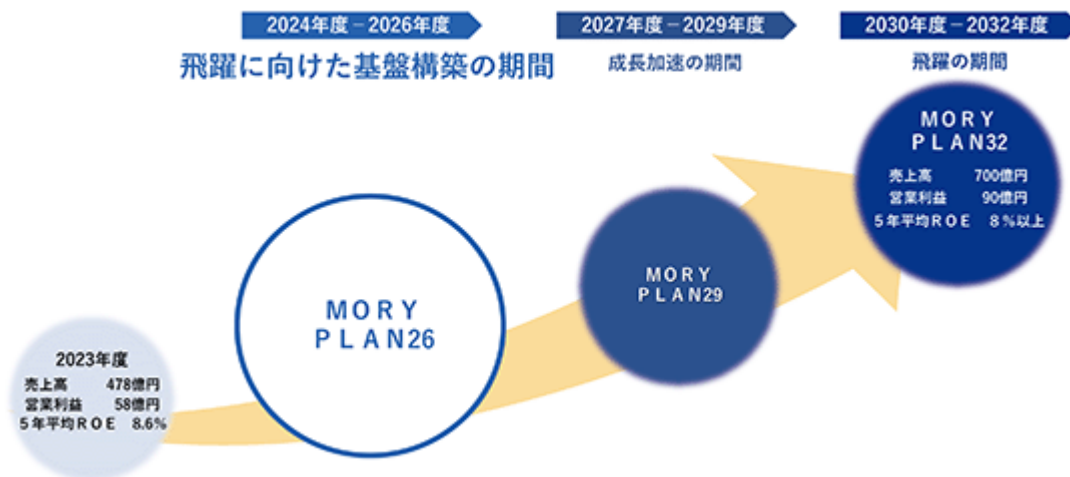 2024年度－2026年度
飛躍に向けた基盤構築の期間
2027年度－2029年度
成長加速の期間
2030年度－2032年度
飛躍の期間
2023年度
売上高 478億円
営業利益 58億円
5年平均ＲＯＥ 8.6%
ＭＯＲＹ
ＰＬＡＮ26
ＭＯＲＹ
ＰＬＡＮ29
ＭＯＲＹ
ＰＬＡＮ32
売上高 700億円
営業利益 90億円
5年平均ＲＯＥ 8％以上